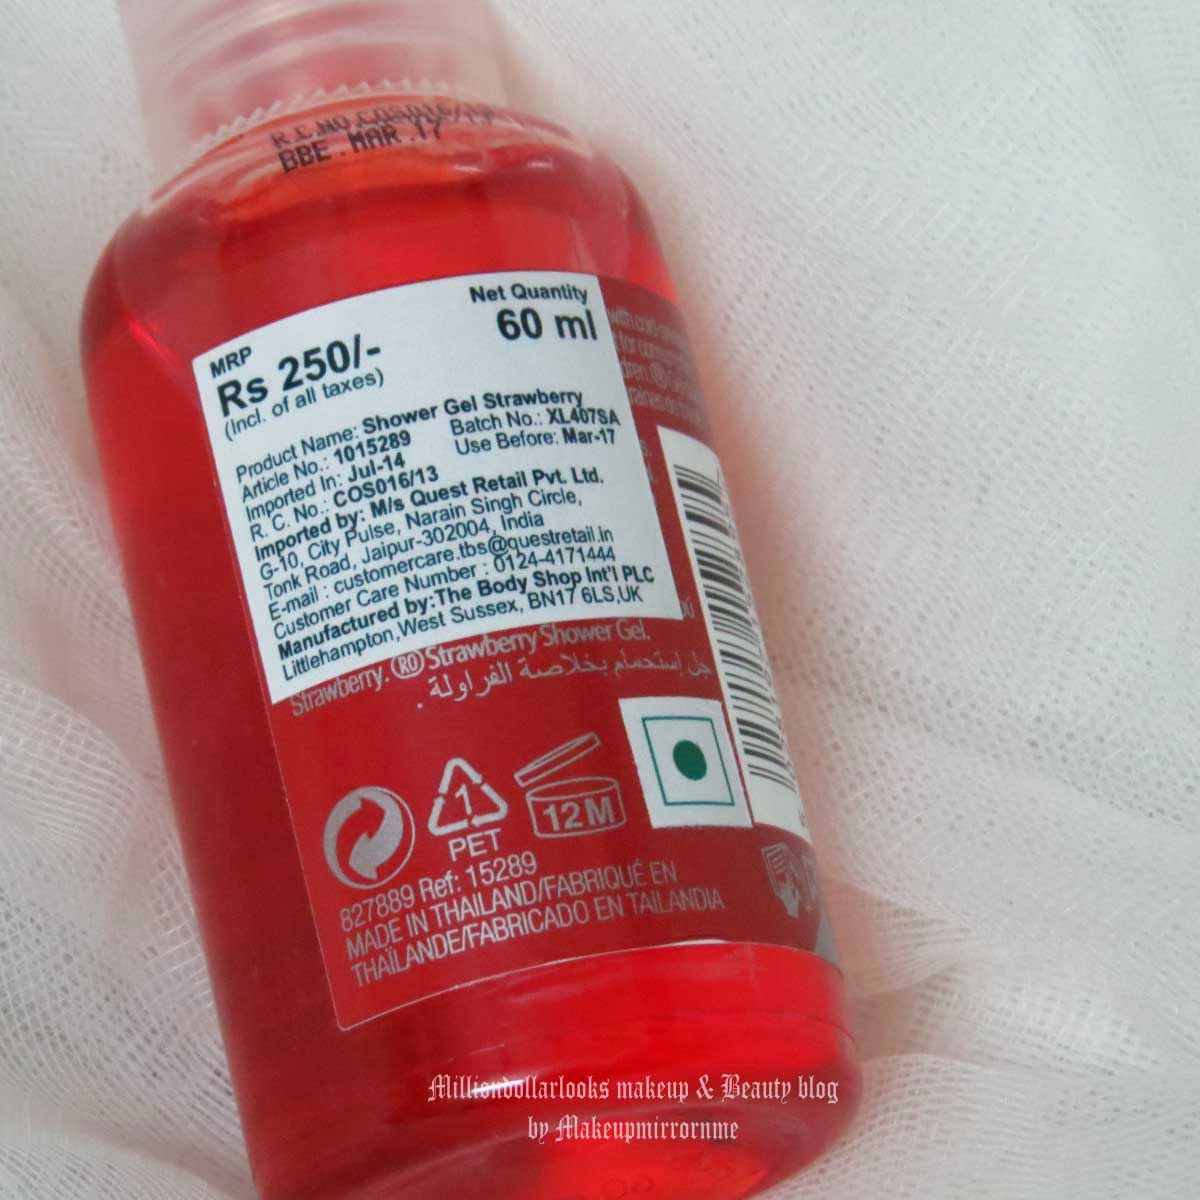 R.C.NO.COS016/13
BBE . MAR .17
Net Quantity
60 ml
MRP
Rs 250/-
(Incl. of all taxes)
Product Name: Shower Gel Strawberry
Article No.: 1015289 Batch No.: XL407SA
Imported In: Jul-14 Use Before: Mar-17
R. C. No.: COS016/13
Imported by: M/s Quest Retail Pvt. Ltd.
G-10, City Pulse, Narain Singh Circle,
Tonk Road, Jaipur-302004, India
E-mail : customercare.tbs@questretail.in
Customer Care Number : 0124-4171444
Manufactured by:The Body Shop Int'l PLC
Littlehampton,West Sussex, BN17 6LS,UK
Strawberry. RO Strawberry Shower Gel.
جل إستحمام بخلاصة الفراولة .
1
PET
12M
827889 Ref: 15289
MADE IN THAILAND/FABRIQUÉ EN
THAÏLANDE/FABRICADO EN TAILANDIA
Milliondollarlooks makeup & Beauty blog
by Makeupmirrornme